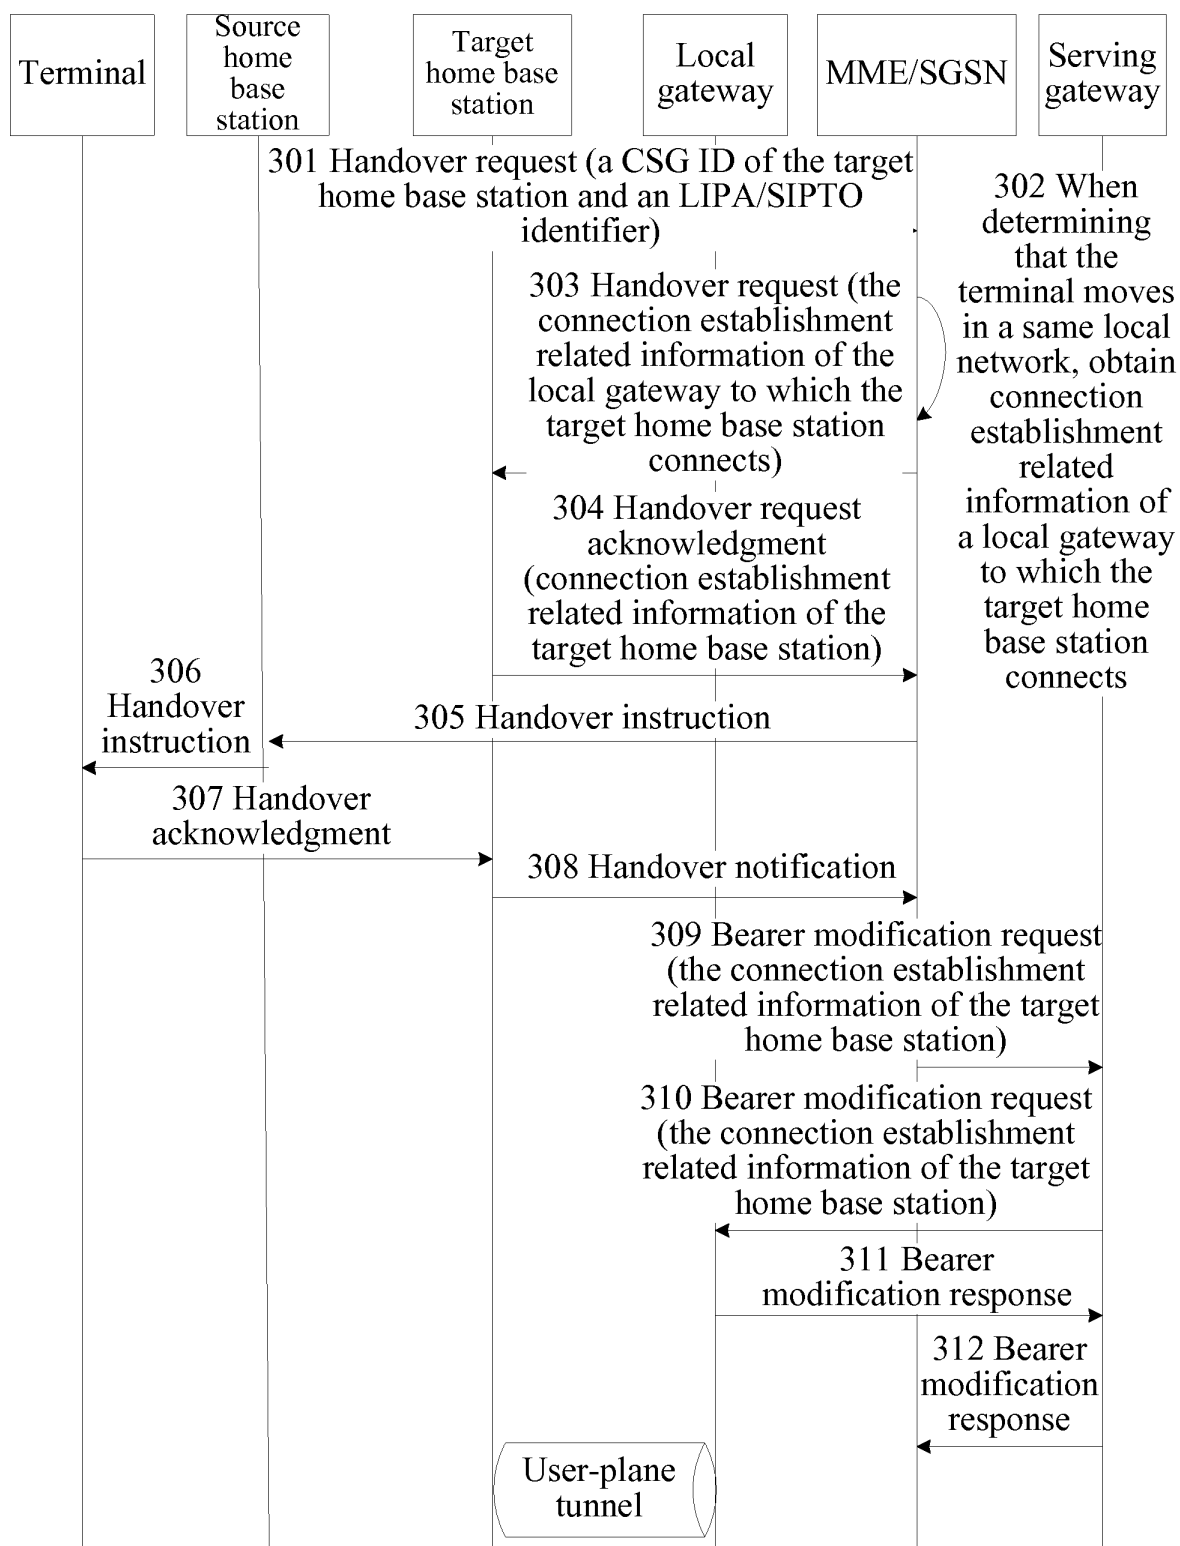 Terminal
Source
home
base
station
Target
home base
station
Local
gateway
MME/SGSN
Serving
gateway
301 Handover request (a CSG ID of the target
home base station and an LIPA/SIPTO
identifier)
302 When
determining
that the
terminal moves
in a same local
network, obtain
connection
establishment
related
information of
a local gateway
to which the
target home
base station
connects
303 Handover request (the
connection establishment
related information of the
local gateway to which the
target home base station
connects)
304 Handover request
acknowledgment
(connection establishment
related information of the
target home base station)
305 Handover instruction
306
Handover
instruction
307 Handover
acknowledgment
308 Handover notification
309 Bearer modification request
(the connection establishment
related information of the target
home base station)
310 Bearer modification request
(the connection establishment
related information of the target
home base station)
311 Bearer
modification response
312 Bearer
modification
response
User-plane
tunnel